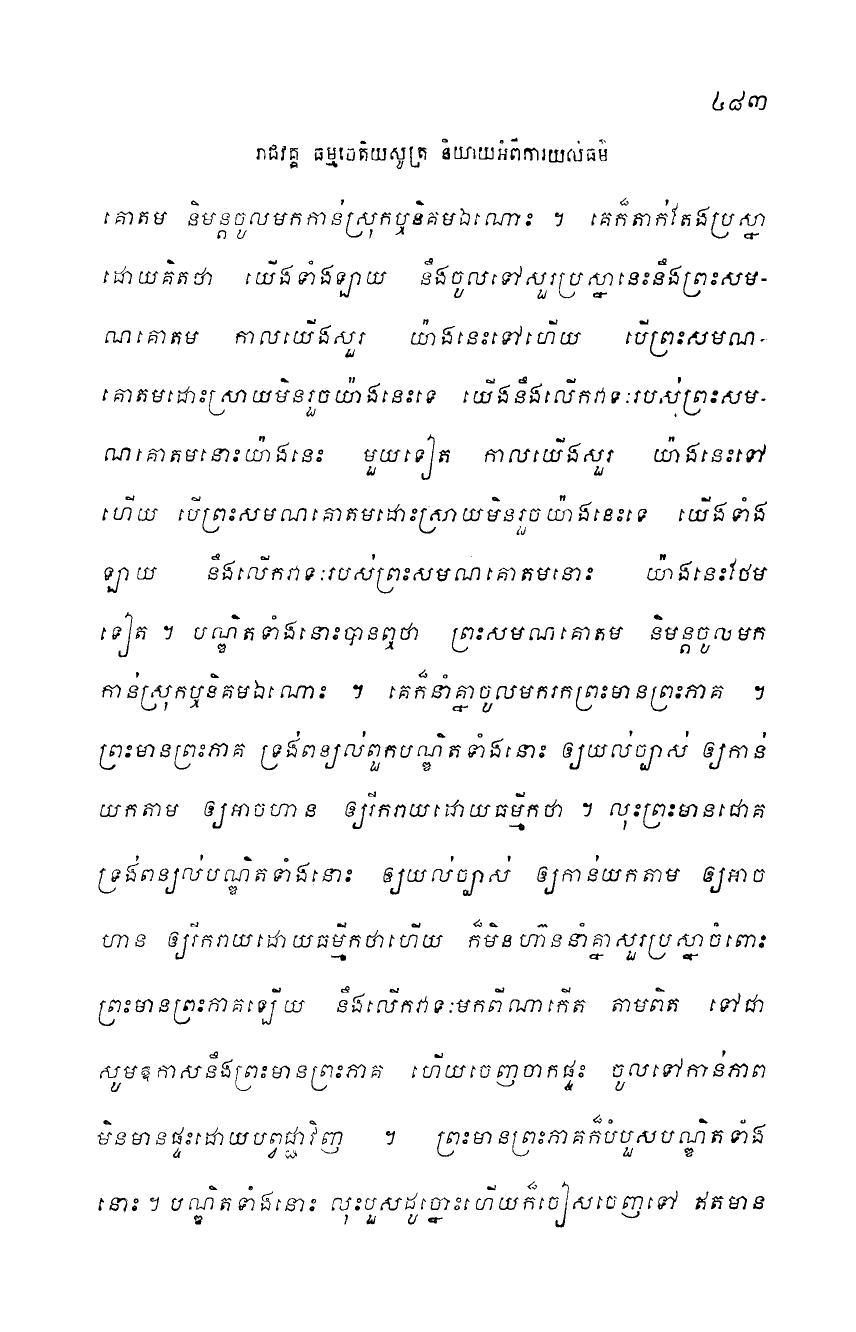 ៤៨៣
រាជវគ្គ ធម្មចេតិយសូត្រ និយាយអំពីការយល់ធម៌
គោតម និមន្តចូលមកកាន់ស្រុកឬនិគមឯណោះ ។ គេក៏តាក់តែងប្រស្នា
ដោយគិតថា យើងទាំងឡាយ នឹងចូលទៅសួរប្រស្នានេះនឹងព្រះសម-
ណគោតម កាលយើងសួរ យ៉ាងនេះទៅហើយ បើព្រះសមណ-
គោតមដោះស្រាយមិនរួចយ៉ាងនេះទេ យើងនឹងលើកវាទៈរបស់ព្រះសម-
ណគោតមនោះយ៉ាងនេះ មួយទៀត កាលយើងសួរ យ៉ាងនេះទៅ
ហើយ បើព្រះសមណគោតមដោះស្រាយមិនរួចយ៉ាងនេះទេ យើងទាំង
ឡាយ នឹងលើកវាទៈរបស់ព្រះសមណគោតមនោះ យ៉ាងនេះថែម
ទៀត ។ បណ្ឌិតទាំងនោះបានឮថា ព្រះសមណគោតម និមន្តចូលមក
កាន់ស្រុកឬនិគមឯណោះ ។ គេក៏នាំគ្នាចូលមករកព្រះមានព្រះភាគ ។
ព្រះមានព្រះភាគ ទ្រង់ពន្យល់ពួកបណ្ឌិតទាំងនោះ ឲ្យយល់ច្បាស់ ឲ្យកាន់
យកតាម ឲ្យអាចហាន ឲ្យរីករាយដោយធម្មីកថា ។ លុះព្រះមានជោគ
ទ្រង់ពន្យល់បណ្ឌិតទាំងនោះ ឲ្យយល់ច្បាស់ ឲ្យកាន់យកតាម ឲ្យអាច
ហាន ឲ្យរីករាយដោយធម្មីកថាហើយ ក៏មិនហ៊ាននាំគ្នាសួរប្រស្នាចំពោះ
ព្រះមានព្រះភាគឡើយ នឹងលើកវាទៈមកពីណាកើត តាមពិត ទៅជា
សូមឱកាសនឹងព្រះមានព្រះភាគ ហើយចេញចាកផ្ទះ ចូលទៅកាន់ភាព
មិនមានផ្ទះដោយបព្វជ្ជាវិញ ។ ព្រះមានព្រះភាគក៏បំបួសបណ្ឌិតទាំង
នោះ ។ បណ្ឌិតទាំងនោះ លុះបួសដូច្នោះហើយក៏ចៀសចេញទៅ ឥតមាន